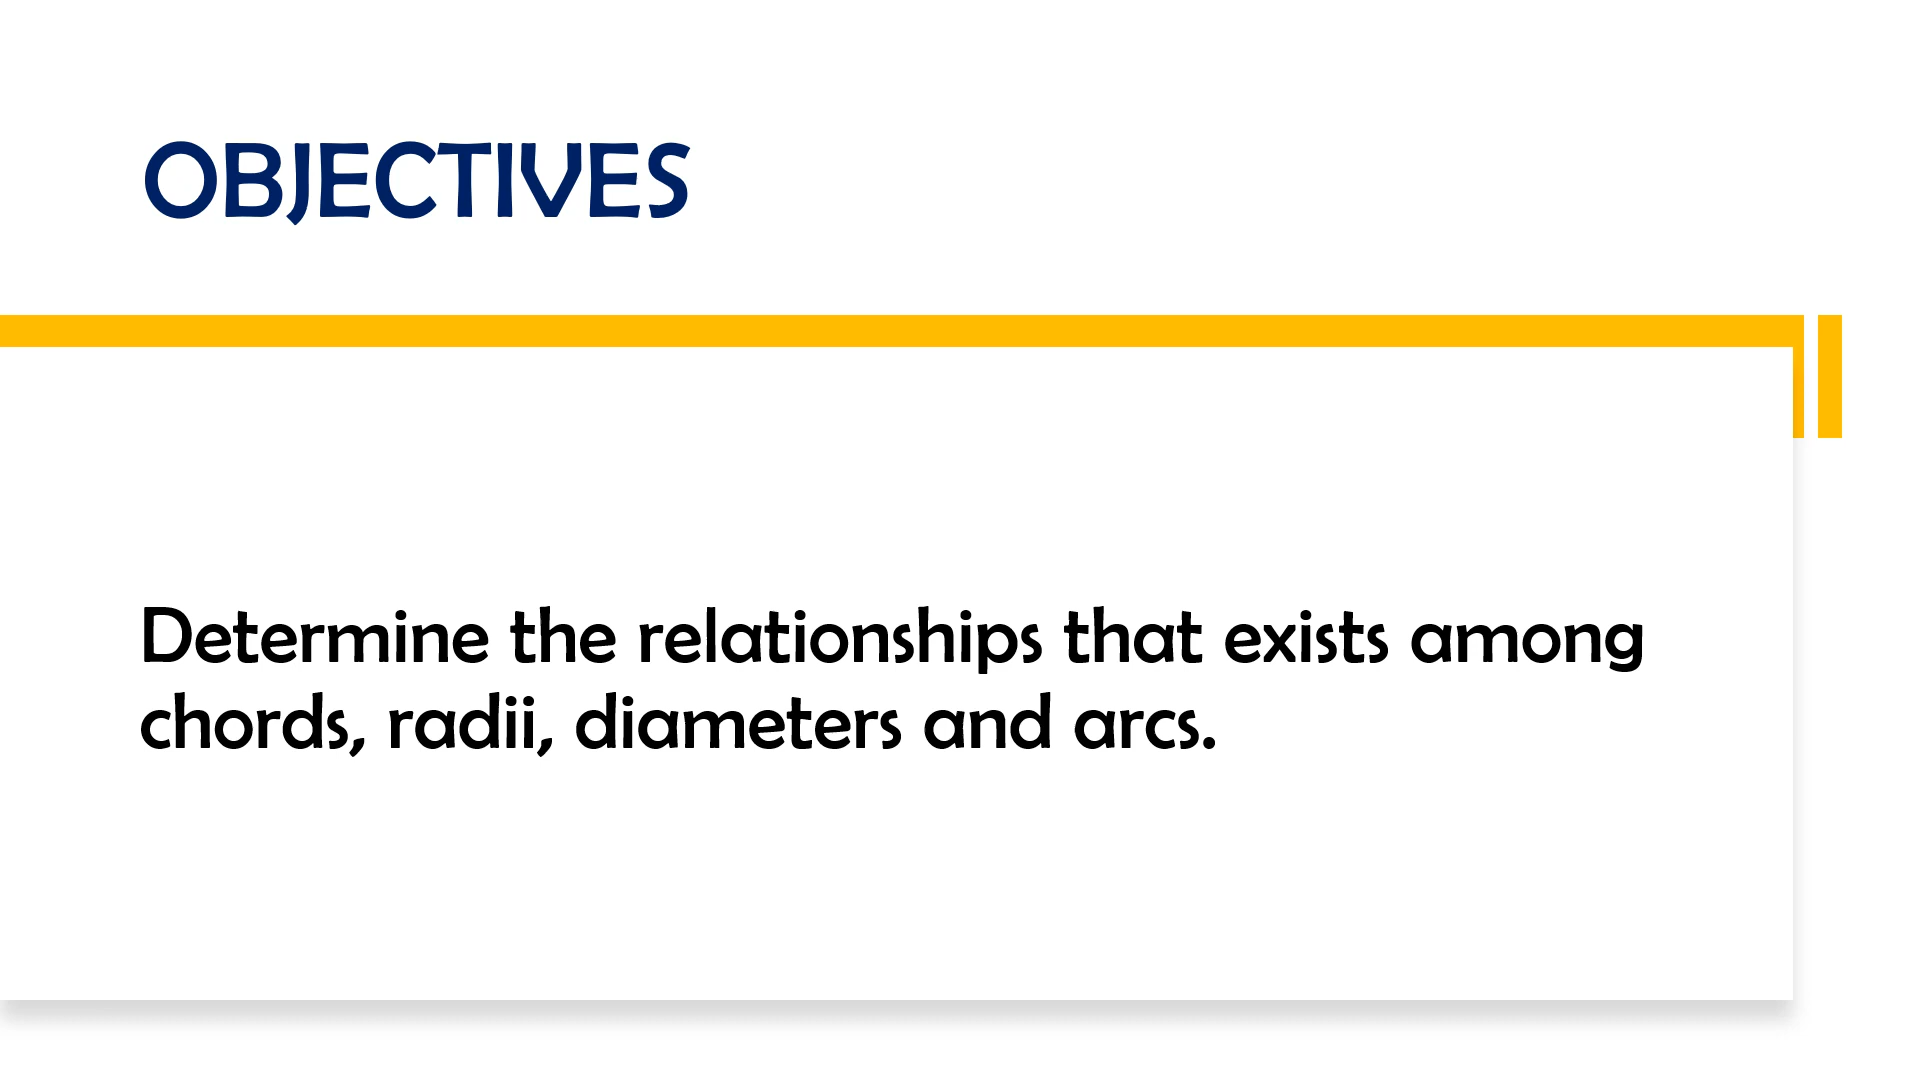 OBJECTIVES
Determine the relationships that exists among
chords, radii, diameters and arcs.